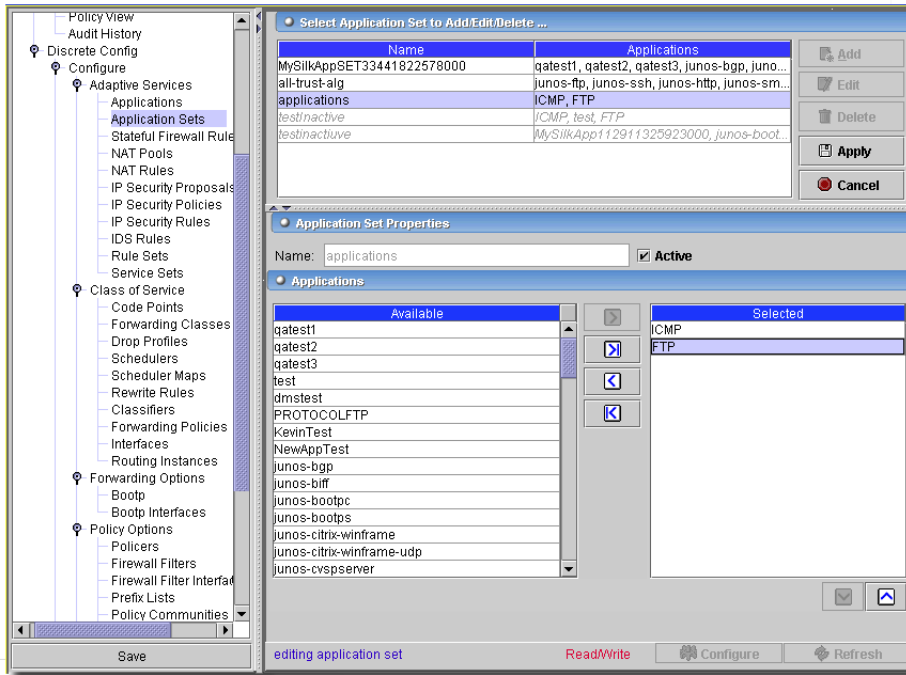 Policy View
Audit History
Discrete Config
Configure
Adaptive Services
Applications
Application Sets
Stateful Firewall Rule
NAT Pools
NAT Rules
IP Security Proposals
IP Security Policies
IP Security Rules
IDS Rules
Rule Sets
Service Sets
Class of Service
Code Points
Forwarding Classes
Drop Profiles
Schedulers
Scheduler Maps
Rewrite Rules
Classifiers
Forwarding Policies
Interfaces
Routing Instances
Forwarding Options
Bootp
Bootp Interfaces
Policy Options
Policers
Firewall Filters
Firewall Filter Interfa
Prefix Lists
Policy Communities
Save
Select Application Set to Add/Edit/Delete ...
Name Applications
MySilkAppSET33441822578000 qatest1, qatest2, qatest3, junos-bgp, juno...
all-trust-alg junos-ftp, junos-ssh, junos-http, junos-sm...
applications ICMP, FTP
testInactive ICMP, test, FTP
testinactiuve MySilkApp112911325923000, junos-boot...
Add
Edit
Delete
Apply
Cancel
Application Set Properties
Name: applications Active
Applications
Available
qatest1
qatest2
qatest3
test
dmstest
PROTOCOLFTP
KevinTest
NewAppTest
junos-bgp
junos-biff
junos-bootpc
junos-bootps
junos-citrix-winframe
junos-citrix-winframe-udp
junos-cvspserver
Selected
ICMP
FTP
editing application set Read/Write Configure Refresh